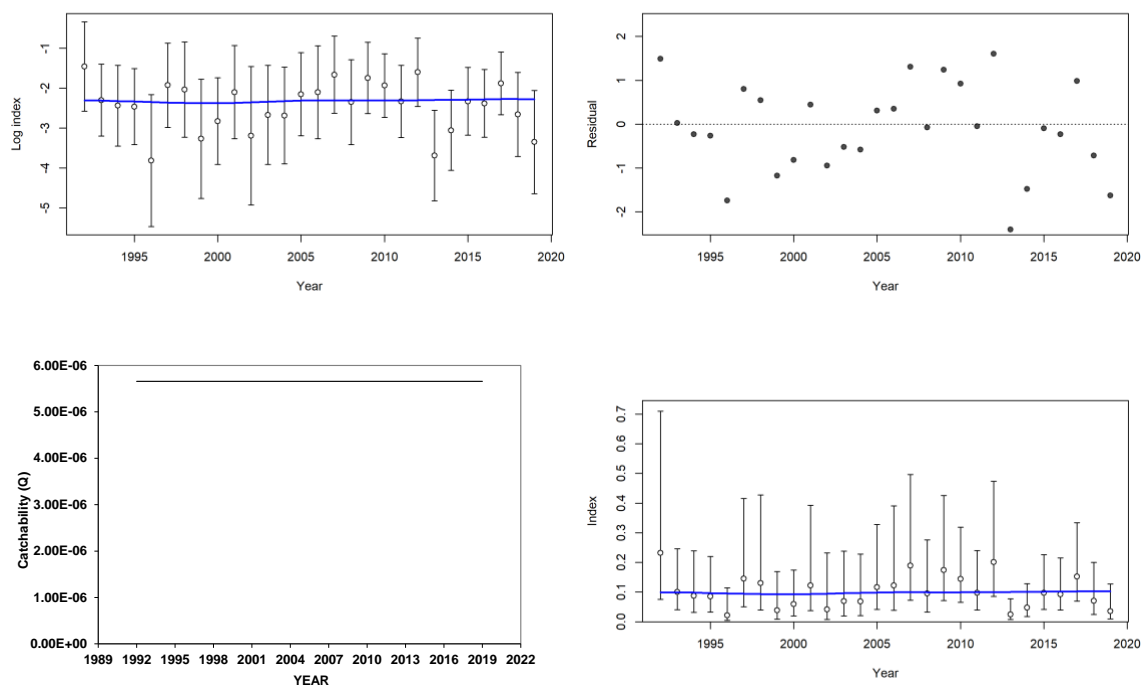 -1
-2
-3
-4
-5
Log index
1995 2000 2005 2010 2015 2020
Year
2
1
0
-1
-2
Residual
1995 2000 2005 2010 2015 2020
Year
6.00E-06
5.00E-06
4.00E-06
3.00E-06
2.00E-06
1.00E-06
0.00E+00
Catchability (Q)
1989 1992 1995 1998 2001 2004 2007 2010 2013 2016 2019 2022
YEAR
0.7
0.6
0.5
0.4
0.3
0.2
0.1
0.0
Index
1995 2000 2005 2010 2015 2020
Year